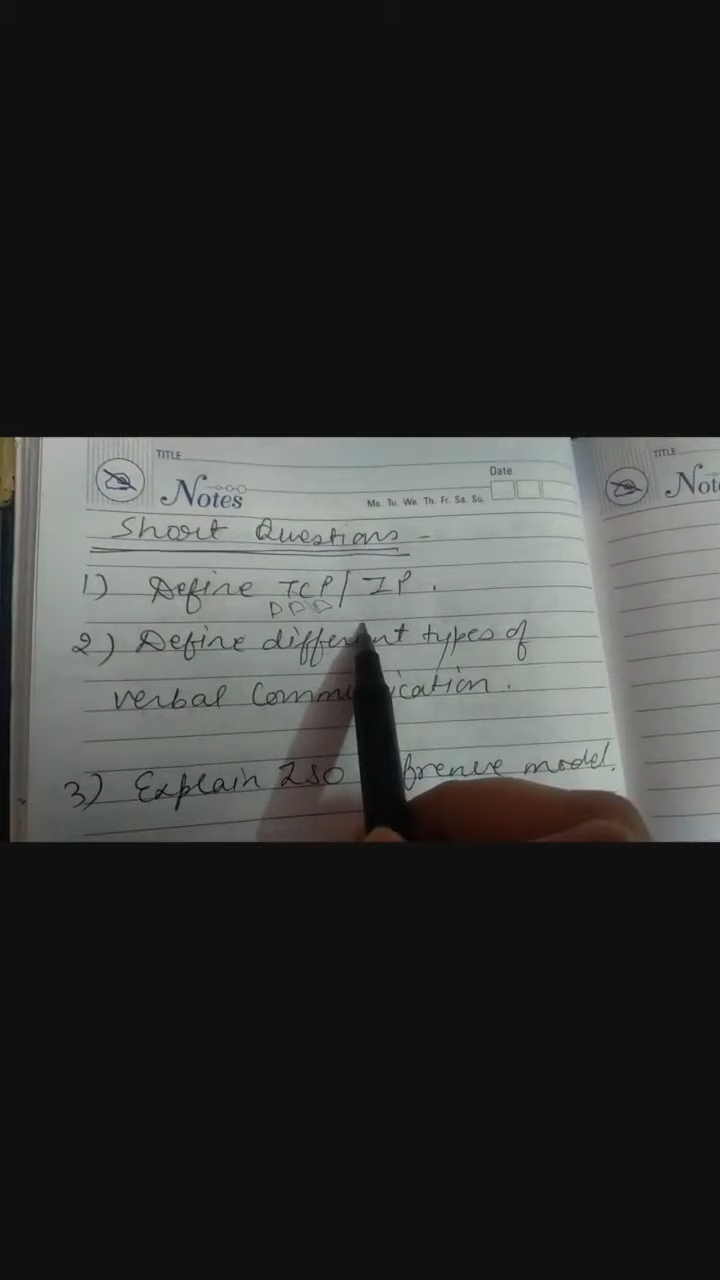 TITLE
Notes
Date
Mo. Tu. We. Th. Fr. Sa. Su.
Short Questions -
1) Define TCP/IP.
2) Define different types of
verbal Communication.
3) Explain ISO model.
TITLE